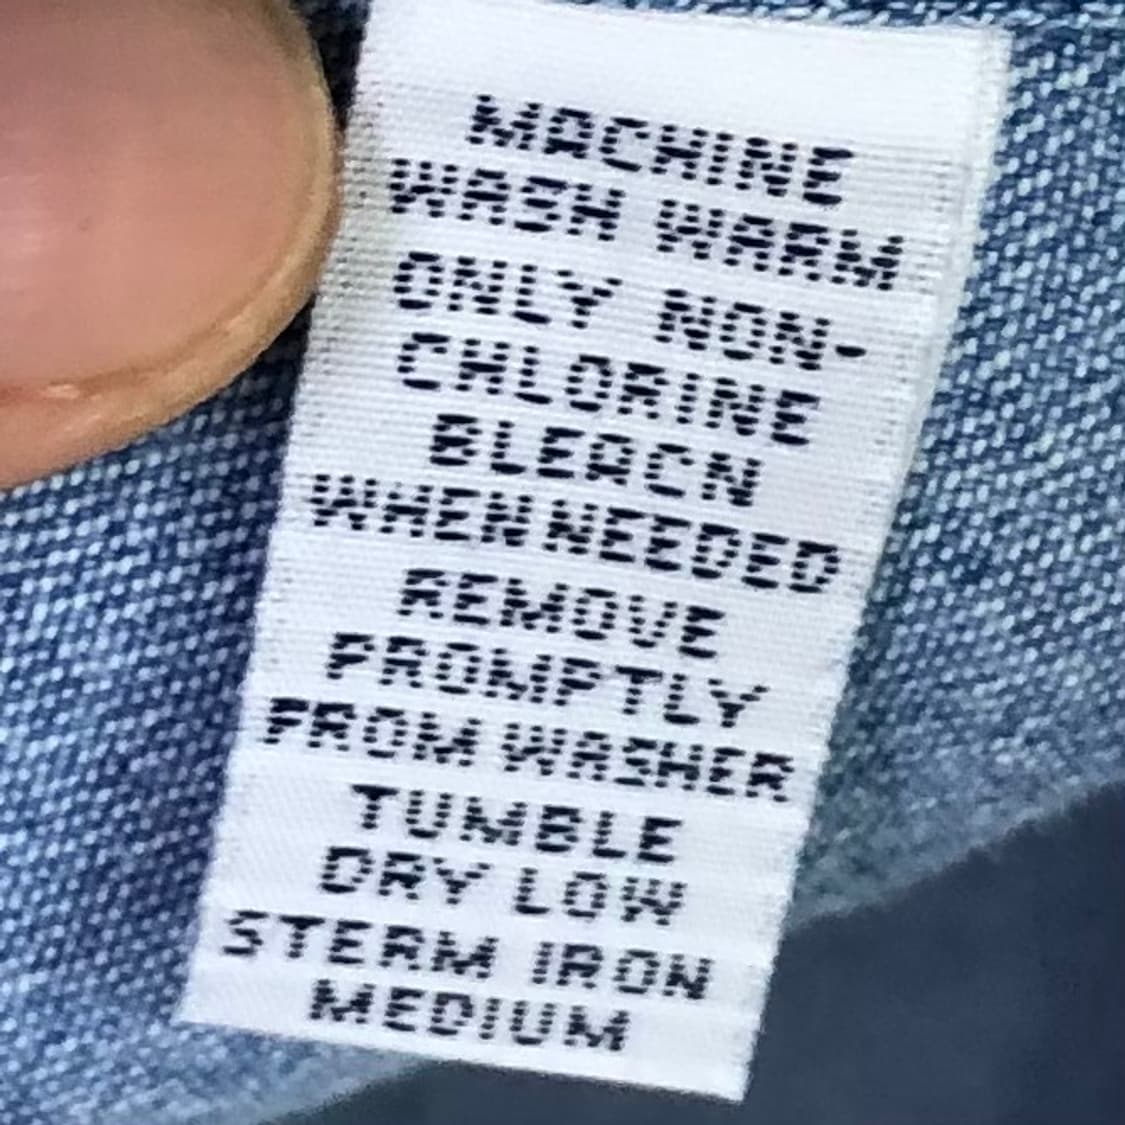 MACHINE
WASH WARM
ONLY NON-
CHLORINE
BLEACN
WHEN NEEDED
REMOVE
PROMPTLY
FROM WASHER
TUMBLE
DRY LOW
STERM IRON
MEDIUM